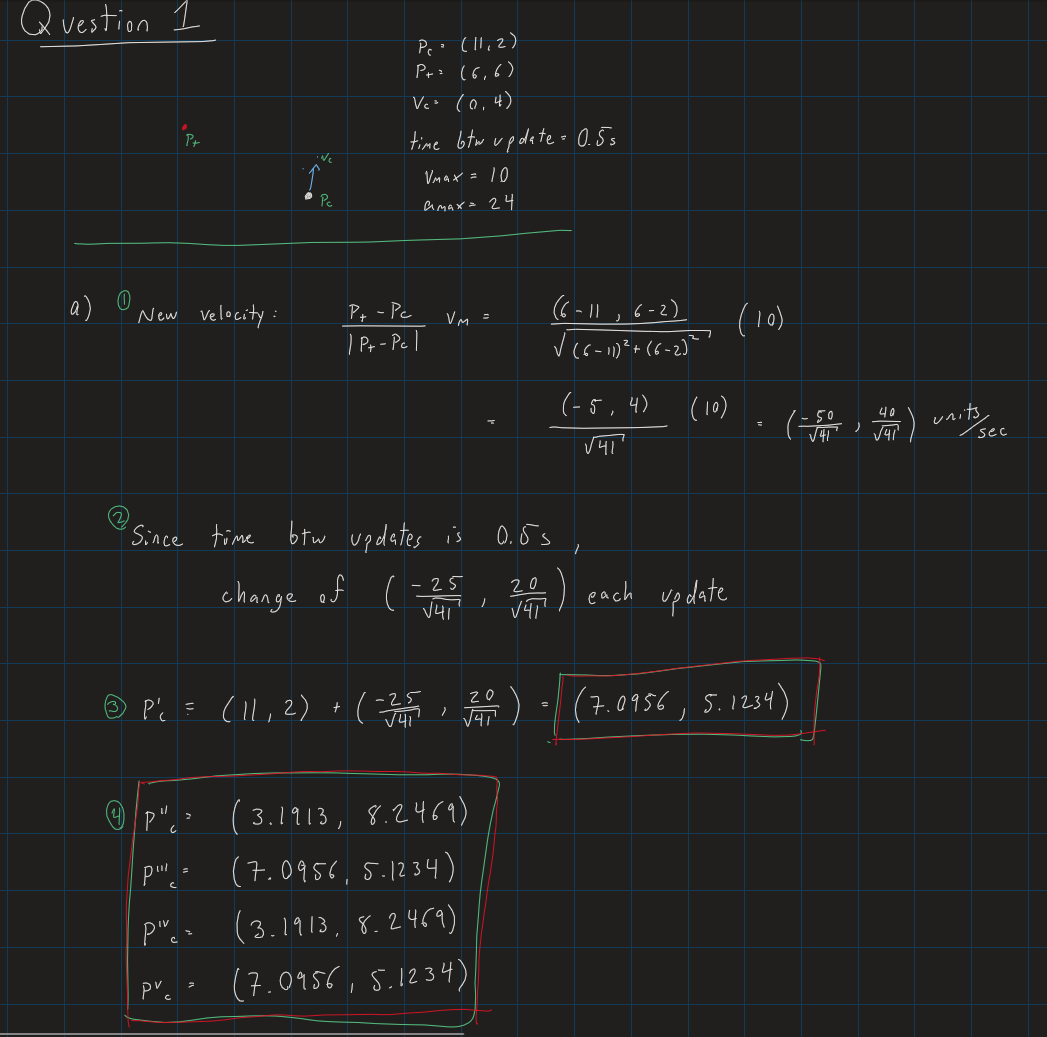 Question 1
Pc = (11, 2)
Pt = (6, 6)
Vc = (0, 4)
time btw update = 0.5s
Vmax = 10
amax = 24
Pt
Vc
Pc
a) ① New velocity: (Pt - Pc) / |Pt - Pc| VM = (6-11, 6-2) / √((6-11)² + (6-2)²) (10)
= (-5, 4) / √41 (10) = (-50/√41, 40/√41) units/sec
② Since time btw updates is 0.5s,
change of (-25/√41, 20/√41) each update
③ P'c = (11, 2) + (-25/√41, 20/√41) = (7.0956, 5.1234)
④ P''c = (3.1913, 8.2469)
P'''c = (7.0956, 5.1234)
P^IV c = (3.1913, 8.2469)
P^V c = (7.0956, 5.1234)